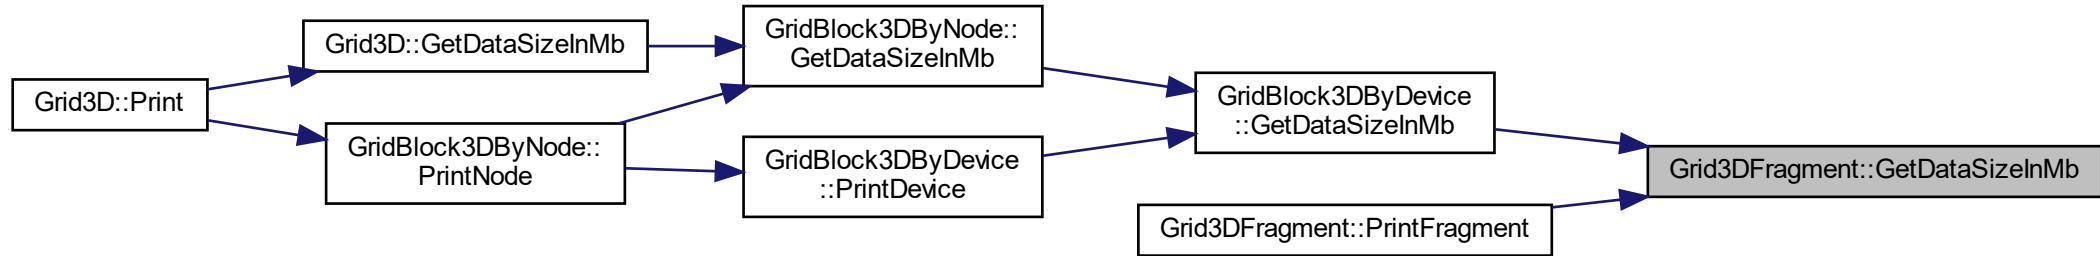 Grid3D::Print
Grid3D::GetDataSizeInMb
GridBlock3DByNode::
PrintNode
GridBlock3DByNode::
GetDataSizeInMb
GridBlock3DByDevice
::PrintDevice
GridBlock3DByDevice
::GetDataSizeInMb
Grid3DFragment::PrintFragment
Grid3DFragment::GetDataSizeInMb